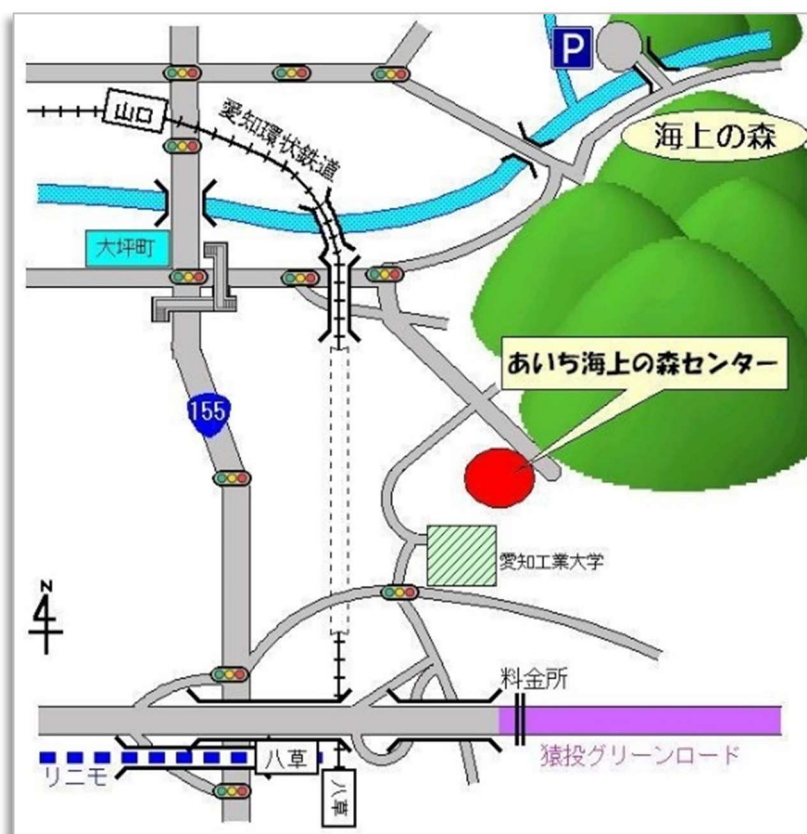 P
山口
愛知環状鉄道
海上の森
大坪町
あいち海上の森センター
155
愛知工業大学
N
料金所
八草
猿投グリーンロード
リニモ
八草